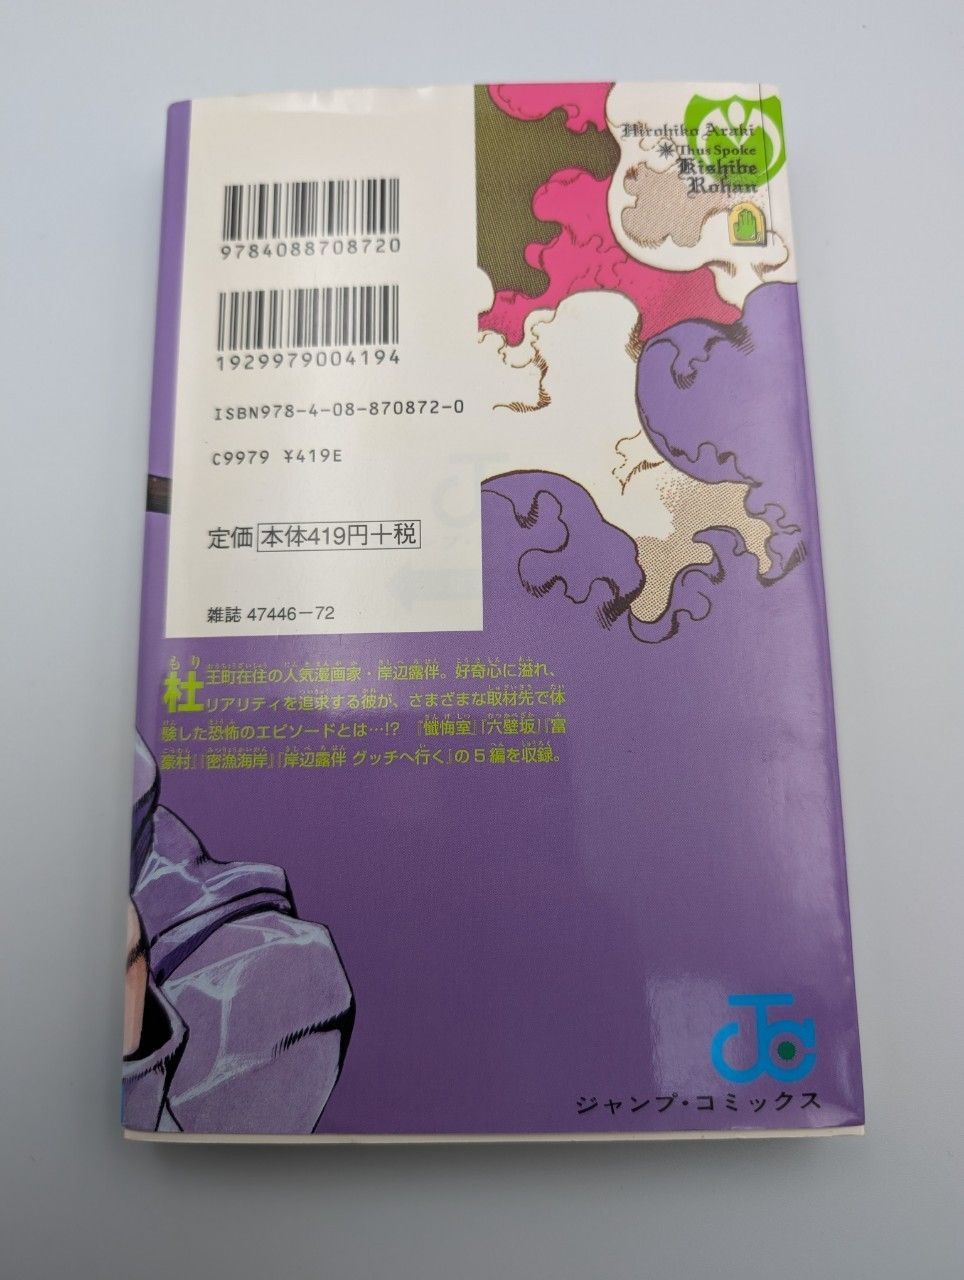 Hirohiko Araki
Thus Spoke
Kishibe
Rohan
9784088708720
1929979004194
ISBN978-4-08-870872-0
C9979 ¥419E
定価 本体419円+税
雑誌 47446-72
杜王町在住の人気漫画家・岸辺露伴。好奇心に溢れ、
リアリティを追求する彼が、さまざまな取材先で体
験した恐怖のエピソードとは…!? 『懺悔室』『六壁坂』『富
豪村』『密漁海岸』『岸辺露伴 グッチへ行く』の5編を収録。
ジャンプ・コミックス